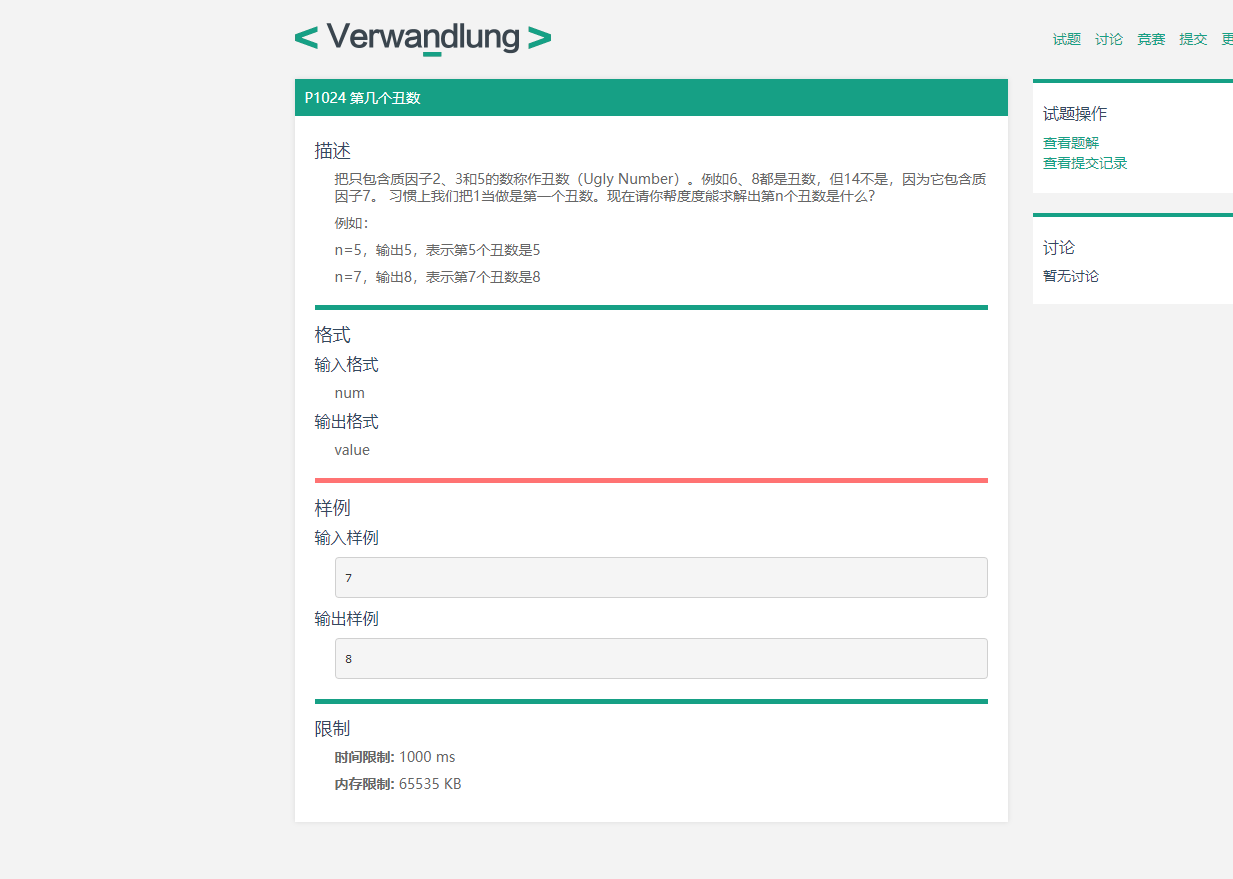 < Verwandlung >
试题 讨论 竞赛 提交 更
P1024 第几个丑数
描述
把只包含质因子2、3和5的数称作丑数（Ugly Number）。例如6、8都是丑数，但14不是，因为它包含质
因子7。 习惯上我们把1当做是第一个丑数。现在请你帮度度熊求解出第n个丑数是什么?
例如：
n=5，输出5，表示第5个丑数是5
n=7，输出8，表示第7个丑数是8
格式
输入格式
num
输出格式
value
样例
输入样例
7
输出样例
8
限制
时间限制: 1000 ms
内存限制: 65535 KB
试题操作
查看题解
查看提交记录
讨论
暂无讨论